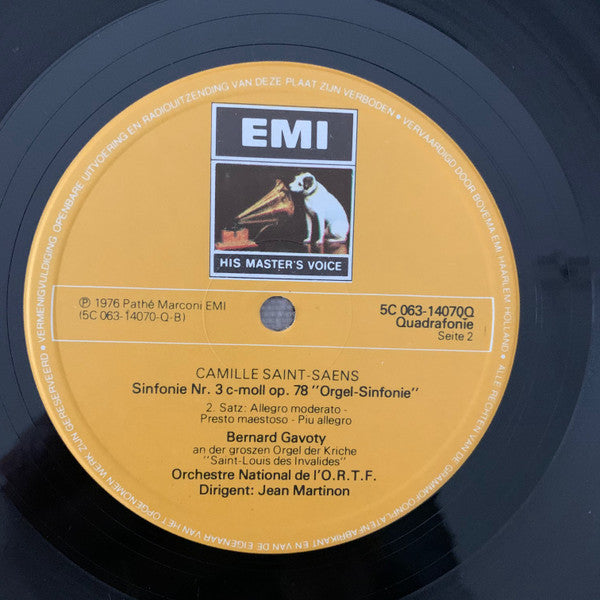 EMI
HIS MASTER'S VOICE
℗ 1976 Pathé Marconi EMI
(5C 063-14070-Q-B)
5C 063-14070Q
Quadrafonie
Seite 2
CAMILLE SAINT-SAENS
Sinfonie Nr. 3 c-moll op. 78 "Orgel-Sinfonie"
2. Satz: Allegro moderato -
Presto maestoso - Piu allegro
Bernard Gavoty
an der groszen Orgel der Kriche
"Saint-Louis des Invalides"
Orchestre National de l'O.R.T.F.
Dirigent: Jean Martinon
ALLE RECHTEN VAN DE GRAMMOFOONPLATENFABRIKANT EN VAN DE EIGENAAR VAN HET OPGENOMEN WERK ZIJN GERESERVEERD • VERMENIGVULDIGING OPENBARE UITVOERING EN RADIOUITZENDING VAN DEZE PLAAT ZIJN VERBODEN • VERVAARDIGD DOOR BOVEMA EMI, HAARLEM, HOLLAND •